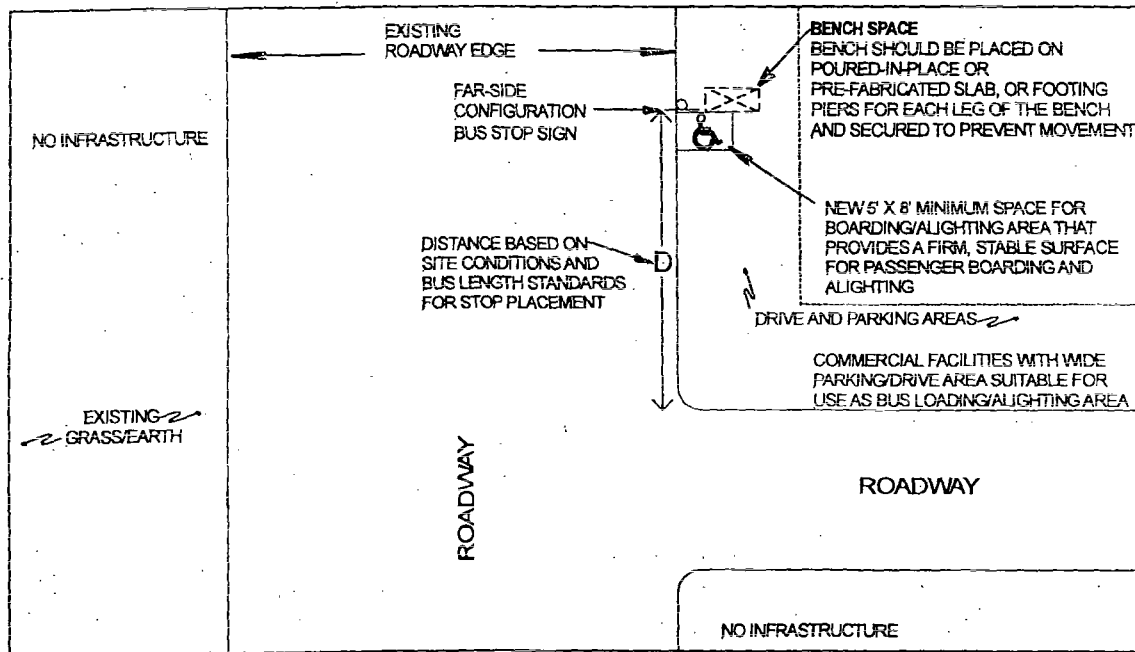 EXISTING
ROADWAY EDGE
BENCH SPACE
BENCH SHOULD BE PLACED ON
POURED-IN-PLACE OR
PRE-FABRICATED SLAB, OR FOOTING
PIERS FOR EACH LEG OF THE BENCH
AND SECURED TO PREVENT MOVEMENT
FAR-SIDE
CONFIGURATION
BUS STOP SIGN
NO INFRASTRUCTURE
NEW 5' X 8' MINIMUM SPACE FOR
BOARDING/ALIGHTING AREA THAT
PROVIDES A FIRM, STABLE SURFACE
FOR PASSENGER BOARDING AND
ALIGHTING
DISTANCE BASED ON
SITE CONDITIONS AND
BUS LENGTH STANDARDS
FOR STOP PLACEMENT
D
DRIVE AND PARKING AREAS
COMMERCIAL FACILITIES WITH WIDE
PARKING/DRIVE AREA SUITABLE FOR
USE AS BUS LOADING/ALIGHTING AREA
EXISTING
GRASS/EARTH
ROADWAY
ROADWAY
NO INFRASTRUCTURE